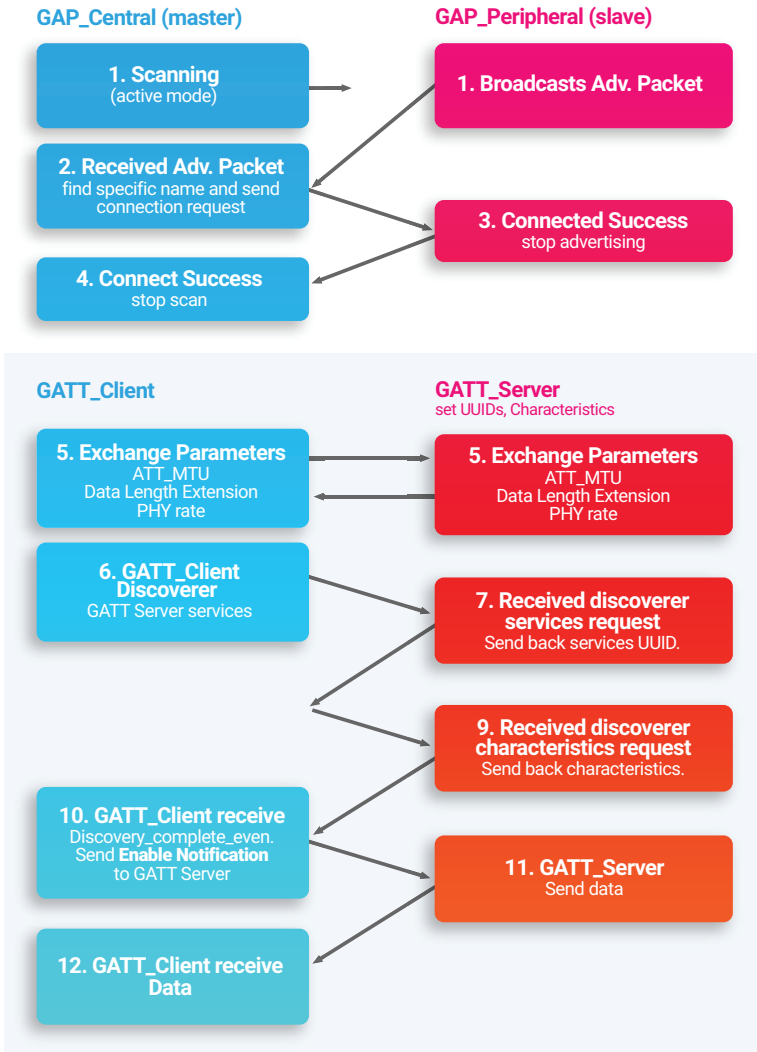 GAP_Central (master)
GAP_Peripheral (slave)
1. Scanning
(active mode)
1. Broadcasts Adv. Packet
2. Received Adv. Packet
find specific name and send
connection request
3. Connected Success
stop advertising
4. Connect Success
stop scan
GATT_Client
GATT_Server
set UUIDs, Characteristics
5. Exchange Parameters
ATT_MTU
Data Length Extension
PHY rate
5. Exchange Parameters
ATT_MTU
Data Length Extension
PHY rate
6. GATT_Client
Discoverer
GATT Server services
7. Received discoverer
services request
Send back services UUID.
9. Received discoverer
characteristics request
Send back characteristics.
10. GATT_Client receive
Discovery_complete_even.
Send Enable Notification
to GATT Server
11. GATT_Server
Send data
12. GATT_Client receive
Data